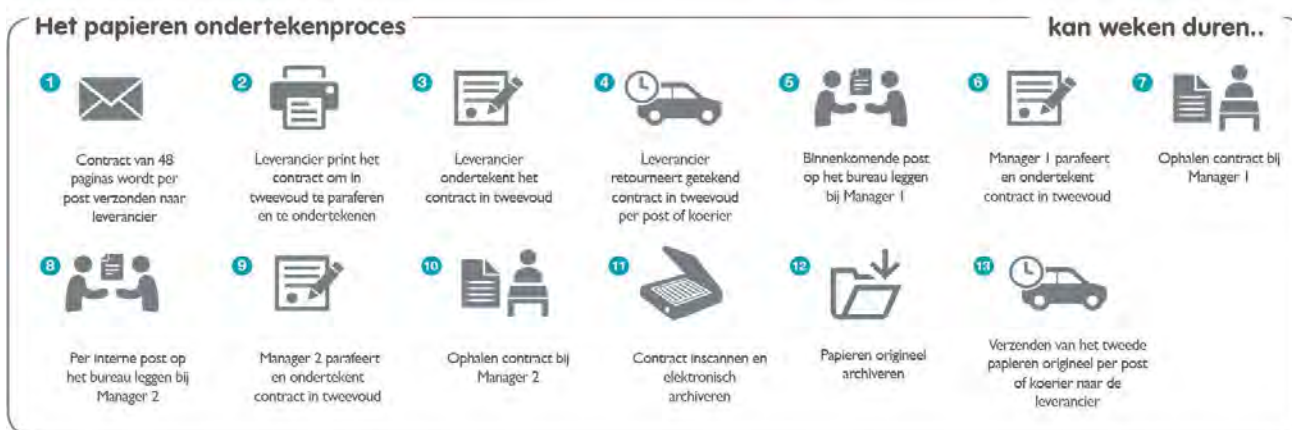 Het papieren ondertekenproces
kan weken duren..
1
Contract van 48
paginas wordt per
post verzonden naar
leverancier
2
Leverancier print het
contract om in
tweevoud te paraferen
en te ondertekenen
3
Leverancier
ondertekent het
contract in tweevoud
4
Leverancier
retourneert getekend
contract in tweevoud
per post of koerier
5
Binnenkomende post
op het bureau leggen
bij Manager 1
6
Manager 1 parafeert
en ondertekent
contract in tweevoud
7
Ophalen contract bij
Manager 1
8
Per interne post op
het bureau leggen bij
Manager 2
9
Manager 2 parafeert
en ondertekent
contract in tweevoud
10
Ophalen contract bij
Manager 2
11
Contract inscannen en
elektronisch
archiveren
12
Papieren origineel
archiveren
13
Verzenden van het tweede
papieren origineel per post
of koerier naar de
leverancier